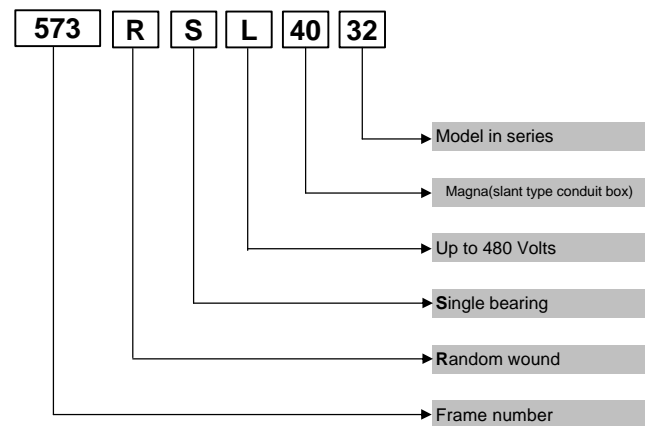 573 R S L 40 32
Model in series
Magna(slant type conduit box)
Up to 480 Volts
Single bearing
Random wound
Frame number